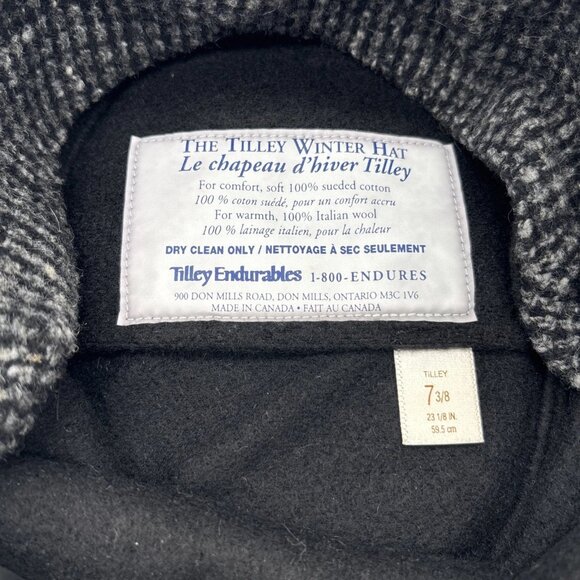 THE TILLEY WINTER HAT
Le chapeau d'hiver Tilley
For comfort, soft 100% sueded cotton
100 % coton suédé, pour un confort accru
For warmth, 100% Italian wool
100 % lainage italien, pour la chaleur
DRY CLEAN ONLY / NETTOYAGE À SEC SEULEMENT
Tilley Endurables 1-800-ENDURES
900 DON MILLS ROAD, DON MILLS, ONTARIO M3C 1V6
MADE IN CANADA • FAIT AU CANADA
TILLEY
7 3/8
23 1/8 IN.
59.5 cm